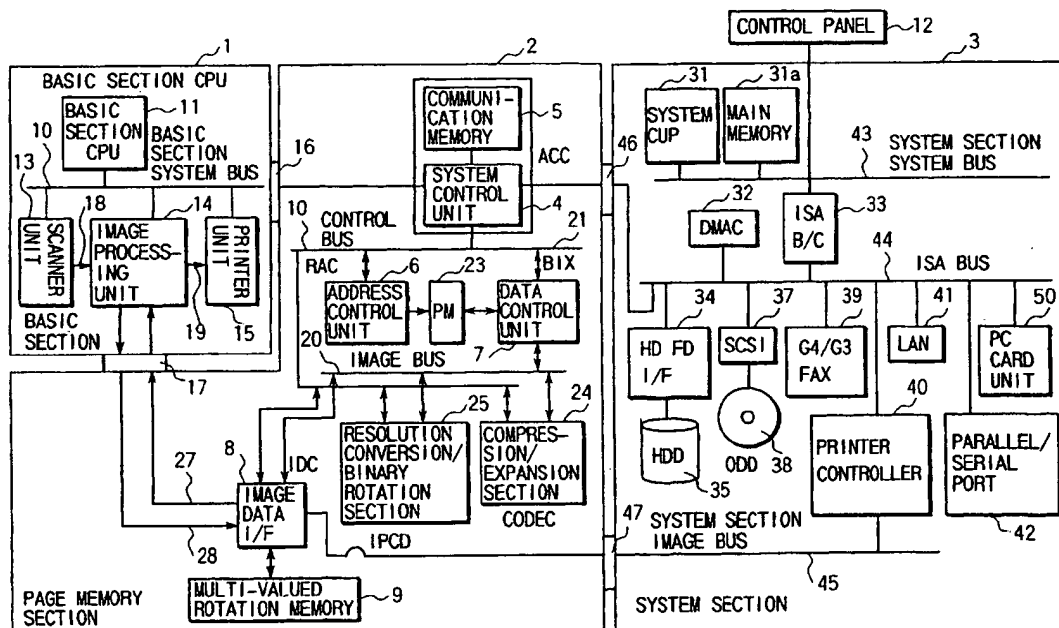 CONTROL PANEL
12
1
2
3
BASIC SECTION CPU
BASIC
SECTION
CPU
11
10
BASIC
SECTION
SYSTEM BUS
16
13
SCANNER
UNIT
18
14
IMAGE
PROCESS-
ING
UNIT
19
PRINTER
UNIT
15
BASIC
SECTION
17
COMMUNI-
CATION
MEMORY
5
ACC
SYSTEM
CONTROL
UNIT
4
46
10
CONTROL
BUS
21
RAC
BIX
6
23
ADDRESS
CONTROL
UNIT
PM
DATA
CONTROL
UNIT
7
20
IMAGE BUS
25
24
RESOLUTION
CONVERSION/
BINARY
ROTATION
SECTION
COMPRES-
SION/
EXPANSION
SECTION
CODEC
27
8
IDC
IMAGE
DATA
I/F
28
IPCD
47
MULTI-VALUED
ROTATION MEMORY
9
PAGE MEMORY
SECTION
31
31a
SYSTEM
CUP
MAIN
MEMORY
43
SYSTEM SECTION
SYSTEM BUS
32
DMAC
33
ISA
B/C
44
ISA BUS
34
37
39
41
50
HD FD
I/F
SCSI
G4/G3
FAX
LAN
PC
CARD
UNIT
40
HDD
35
ODD
38
PRINTER
CONTROLLER
PARALLEL/
SERIAL
PORT
42
SYSTEM SECTION
IMAGE BUS
45
SYSTEM SECTION